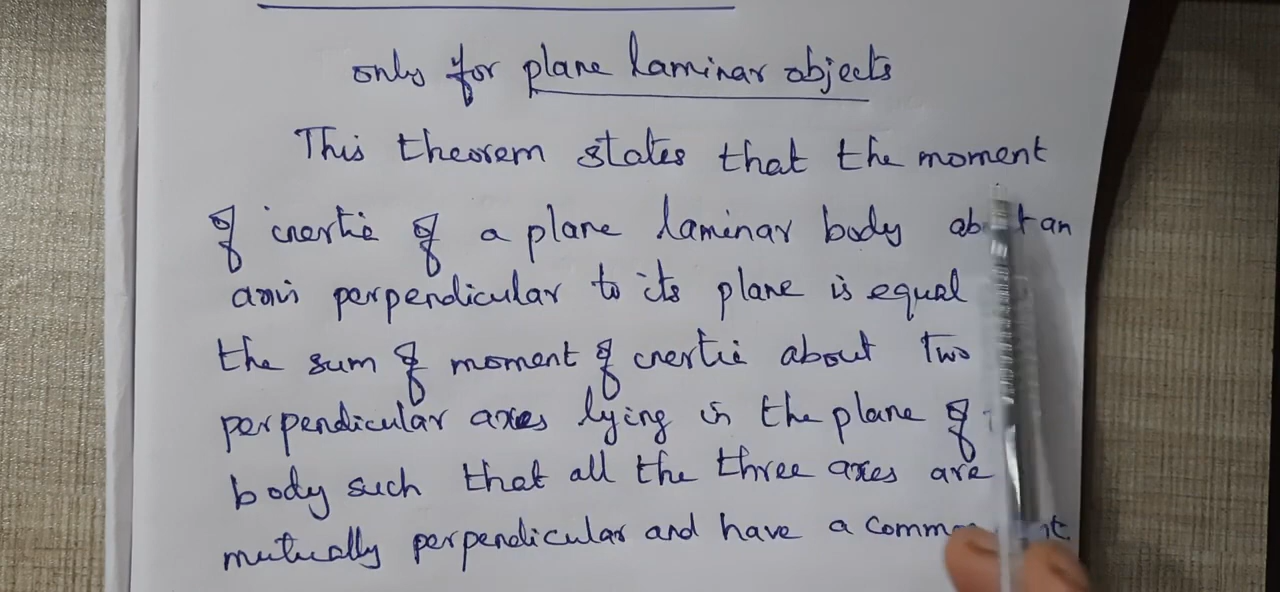 only for plane laminar objects
This theorem states that the moment
of inertia of a plane laminar body an
axis perpendicular to its plane is equal
the sum of moment of inertia about two
perpendicular axes lying in the plane of
body such that all the three axes are
mutually perpendicular and have a